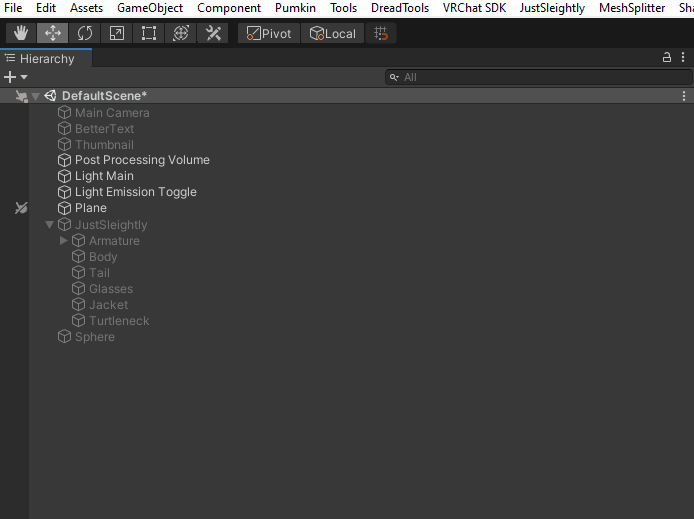 File Edit Assets GameObject Component Pumkin Tools DreadTools VRChat SDK JustSleightly MeshSplitter Sha
Pivot Local
Hierarchy
All
DefaultScene*
Main Camera
BetterText
Thumbnail
Post Processing Volume
Light Main
Light Emission Toggle
Plane
JustSleightly
Armature
Body
Tail
Glasses
Jacket
Turtleneck
Sphere